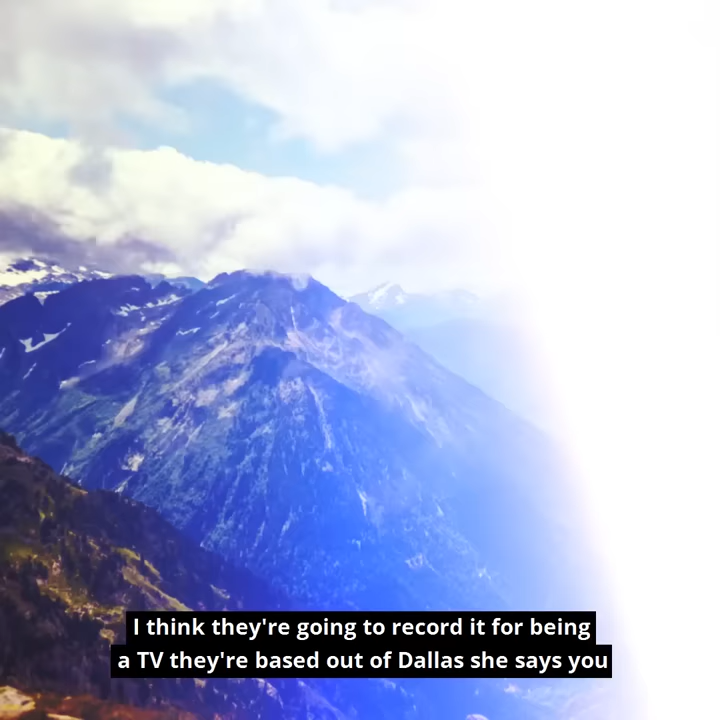 I think they're going to record it for being
a TV they're based out of Dallas she says you